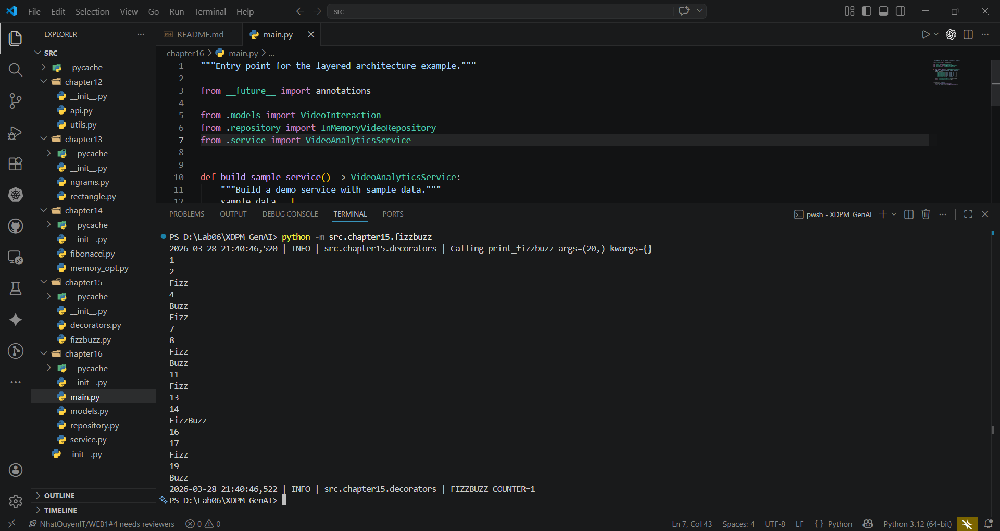 File Edit Selection View Go Run Terminal Help
src
EXPLORER
SRC
__pycache__
chapter12
__init__.py
api.py
utils.py
chapter13
__pycache__
__init__.py
ngrams.py
rectangle.py
chapter14
__pycache__
__init__.py
fibonacci.py
memory_opt.py
chapter15
__pycache__
__init__.py
decorators.py
fizzbuzz.py
chapter16
__pycache__
__init__.py
main.py
models.py
repository.py
service.py
__init__.py
OUTLINE
TIMELINE
README.md
main.py
chapter16 > main.py > ...
1 """Entry point for the layered architecture example."""
2
3 from __future__ import annotations
4
5 from .models import VideoInteraction
6 from .repository import InMemoryVideoRepository
7 from .service import VideoAnalyticsService
8
9
10 def build_sample_service() -> VideoAnalyticsService:
11 """Build a demo service with sample data."""
12 sample_data = [
PROBLEMS OUTPUT DEBUG CONSOLE TERMINAL PORTS
pwsh - XDPM_GenAI
PS D:\Lab06\XDPM_GenAI> python -m src.chapter15.fizzbuzz
2026-03-28 21:40:46,520 | INFO | src.chapter15.decorators | Calling print_fizzbuzz args=(20,) kwargs={}
1
2
Fizz
4
Buzz
Fizz
7
8
Fizz
Buzz
11
Fizz
13
14
FizzBuzz
16
17
Fizz
19
Buzz
2026-03-28 21:40:46,522 | INFO | src.chapter15.decorators | FIZZBUZZ_COUNTER=1
PS D:\Lab06\XDPM_GenAI>
NhatQuyenIT/WEB1#4 needs reviewers 0 0
Ln 7, Col 43 Spaces: 4 UTF-8 LF { } Python Python 3.12 (64-bit)